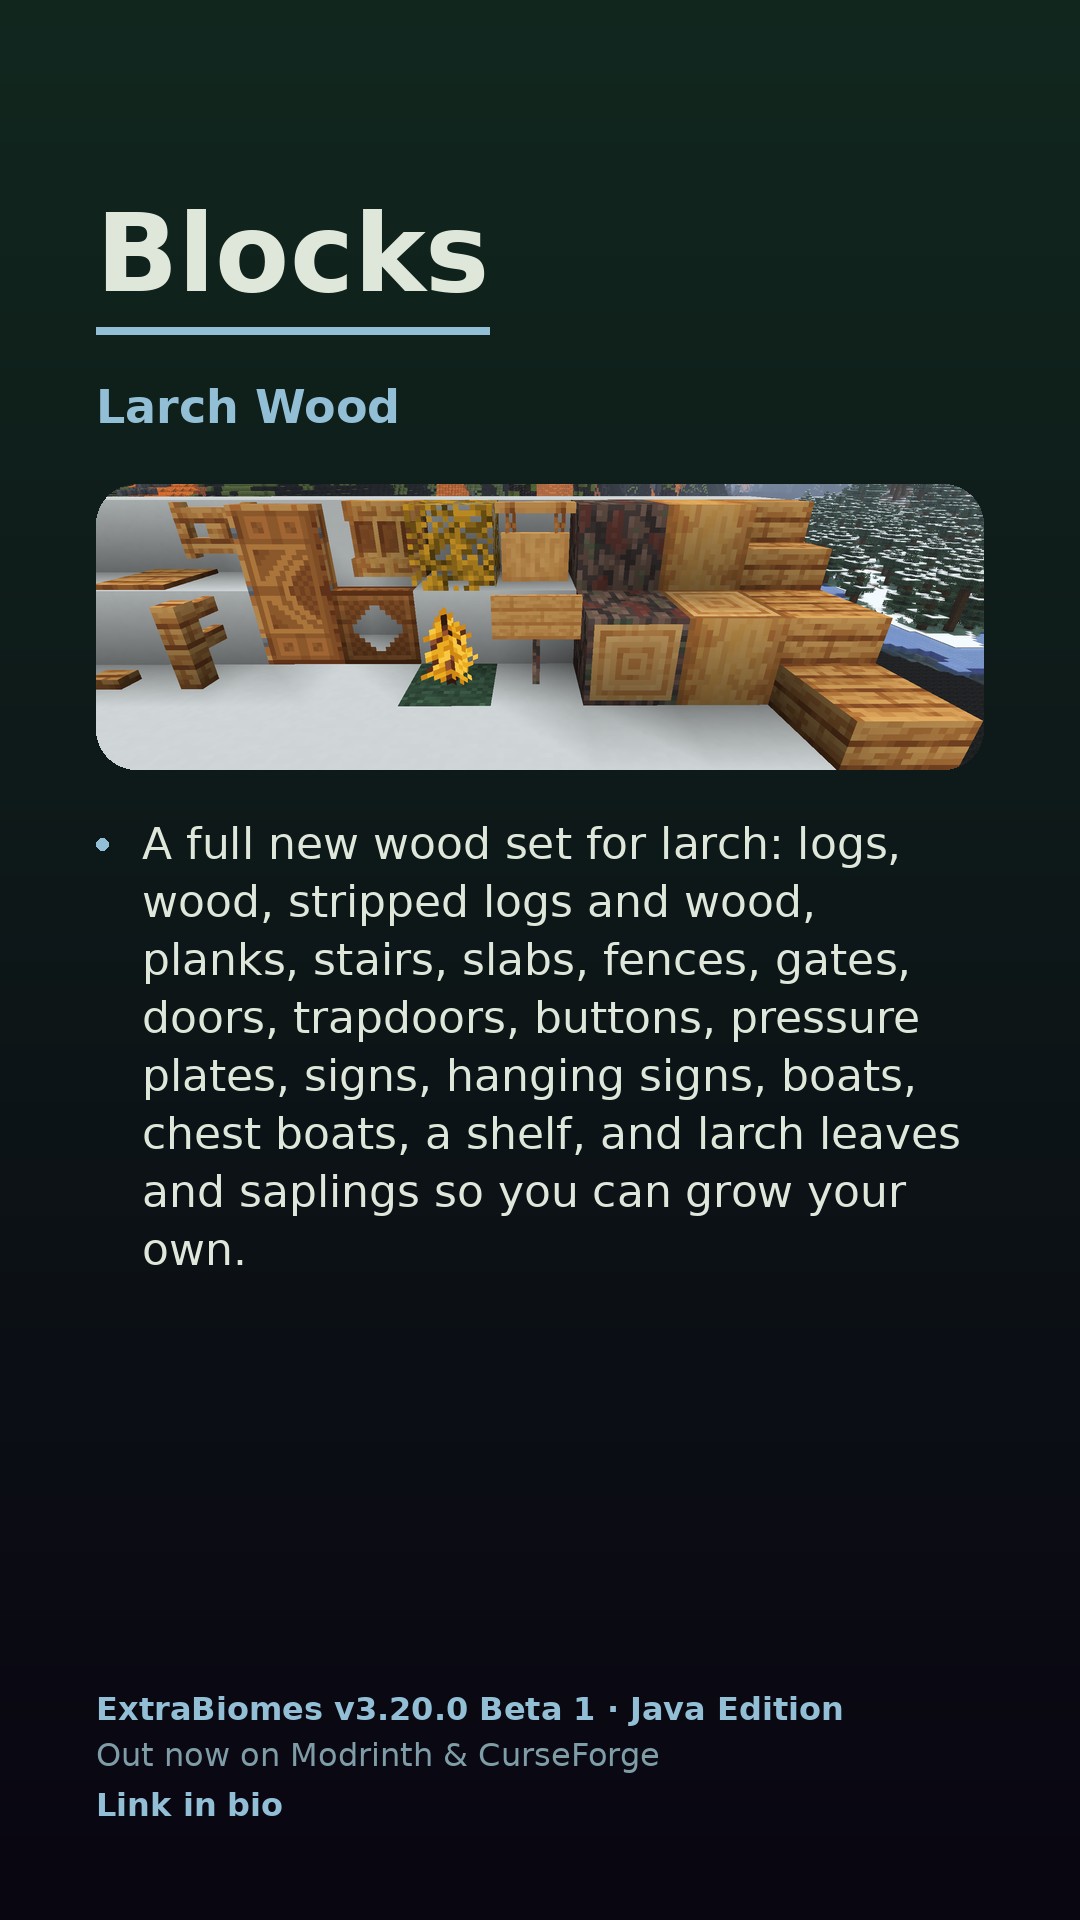 Blocks
Larch Wood
• A full new wood set for larch: logs,
wood, stripped logs and wood,
planks, stairs, slabs, fences, gates,
doors, trapdoors, buttons, pressure
plates, signs, hanging signs, boats,
chest boats, a shelf, and larch leaves
and saplings so you can grow your
own.
ExtraBiomes v3.20.0 Beta 1 · Java Edition
Out now on Modrinth & CurseForge
Link in bio